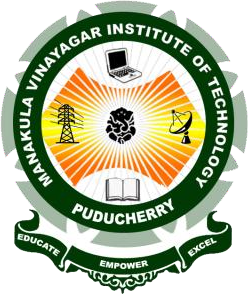 MANAKULA VINAYAGAR INSTITUTE OF TECHNOLOGY
PUDUCHERRY
EDUCATE
EMPOWER
EXCEL